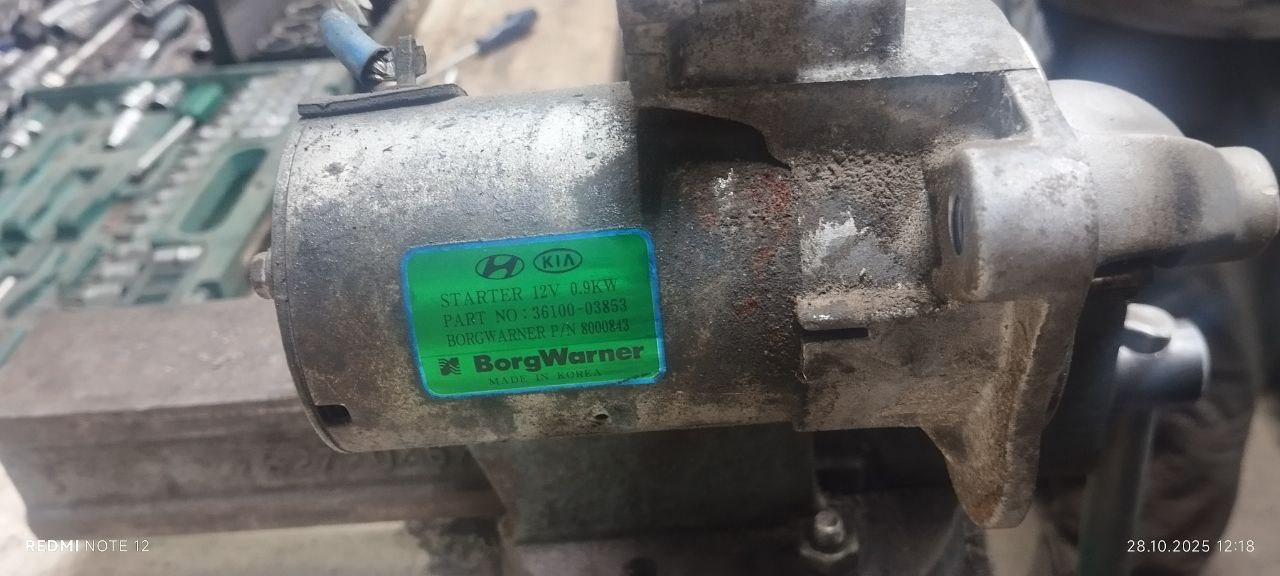 KIA
STARTER 12V 0.9KW
PART NO : 36100-03853
BORGWARNER P/N 8000843
BorgWarner
MADE IN KOREA
REDMI NOTE 12
28.10.2025 12:18